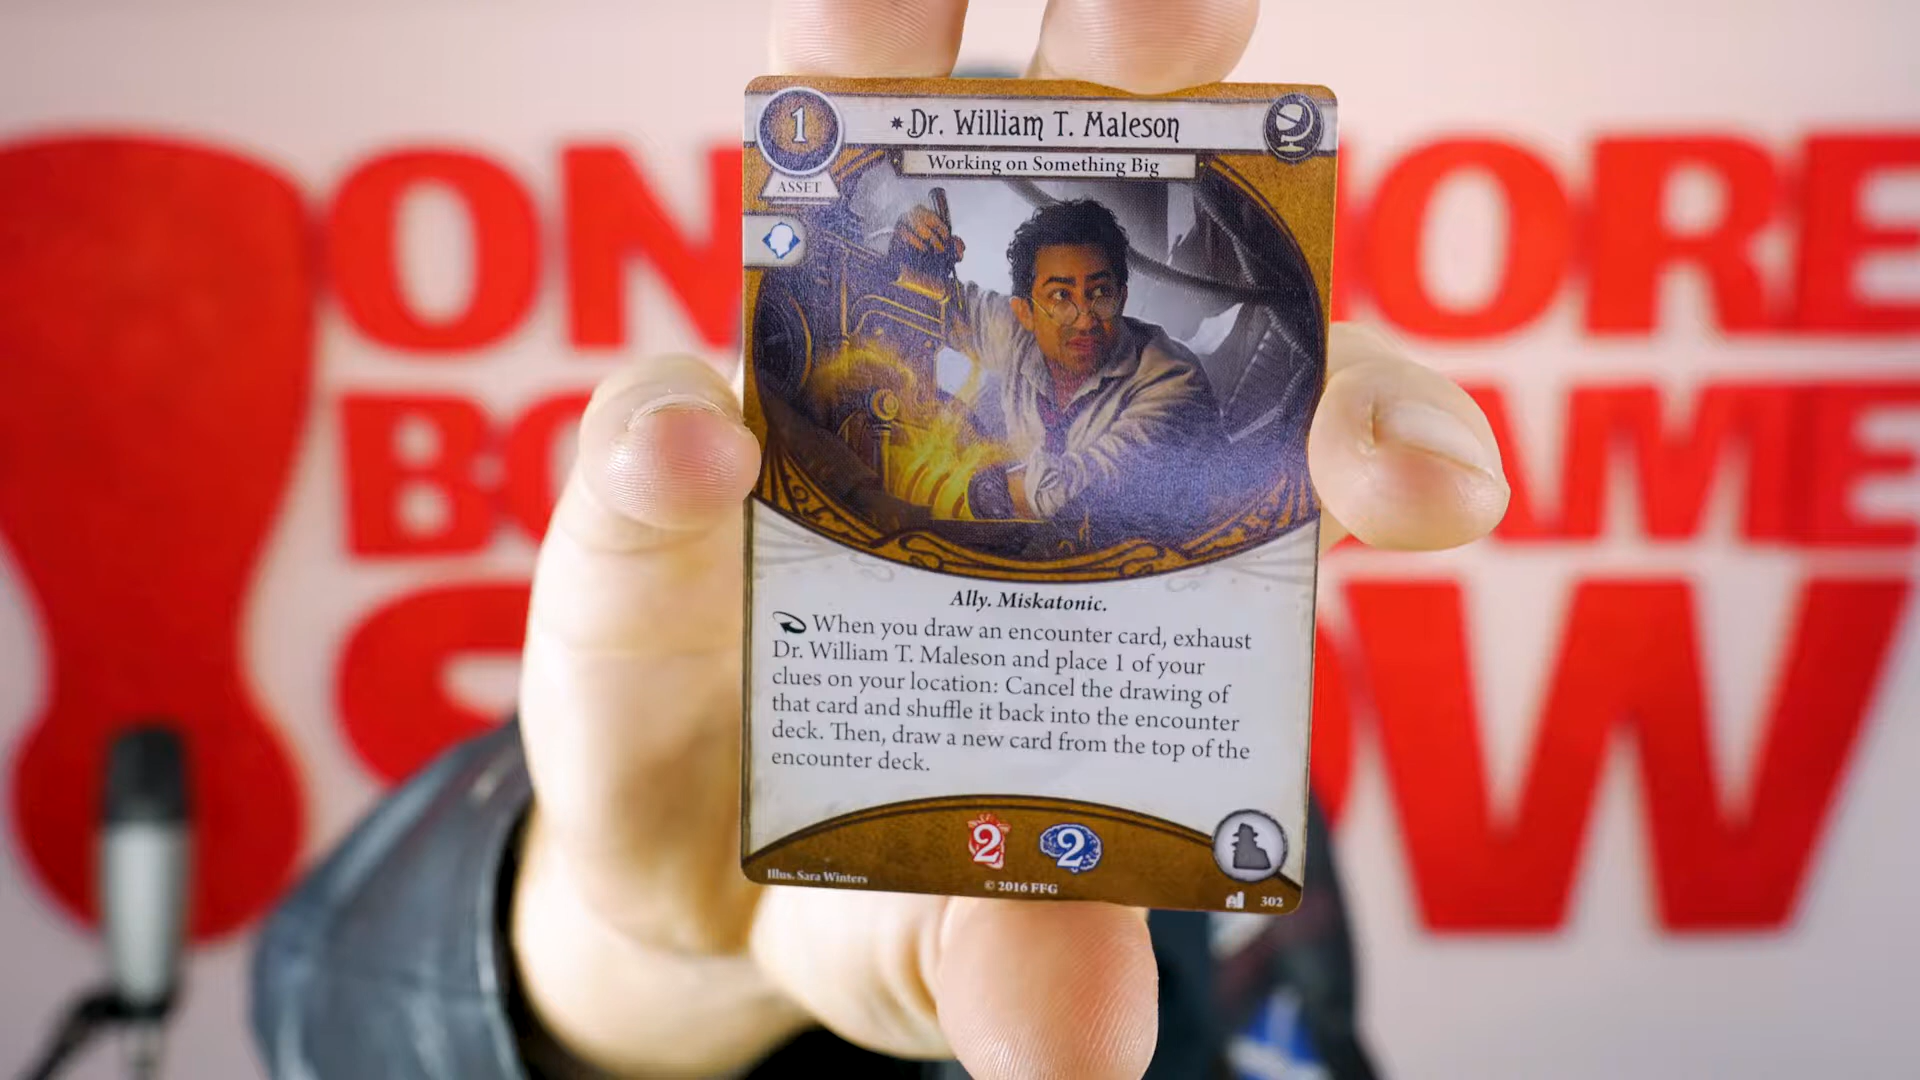 1
*Dr. William T. Maleson
Working on Something Big
ASSET
Ally. Miskatonic.
When you draw an encounter card, exhaust
Dr. William T. Maleson and place 1 of your
clues on your location: Cancel the drawing of
that card and shuffle it back into the encounter
deck. Then, draw a new card from the top of the
encounter deck.
2 2
Illus. Sara Winters
© 2016 FFG
302